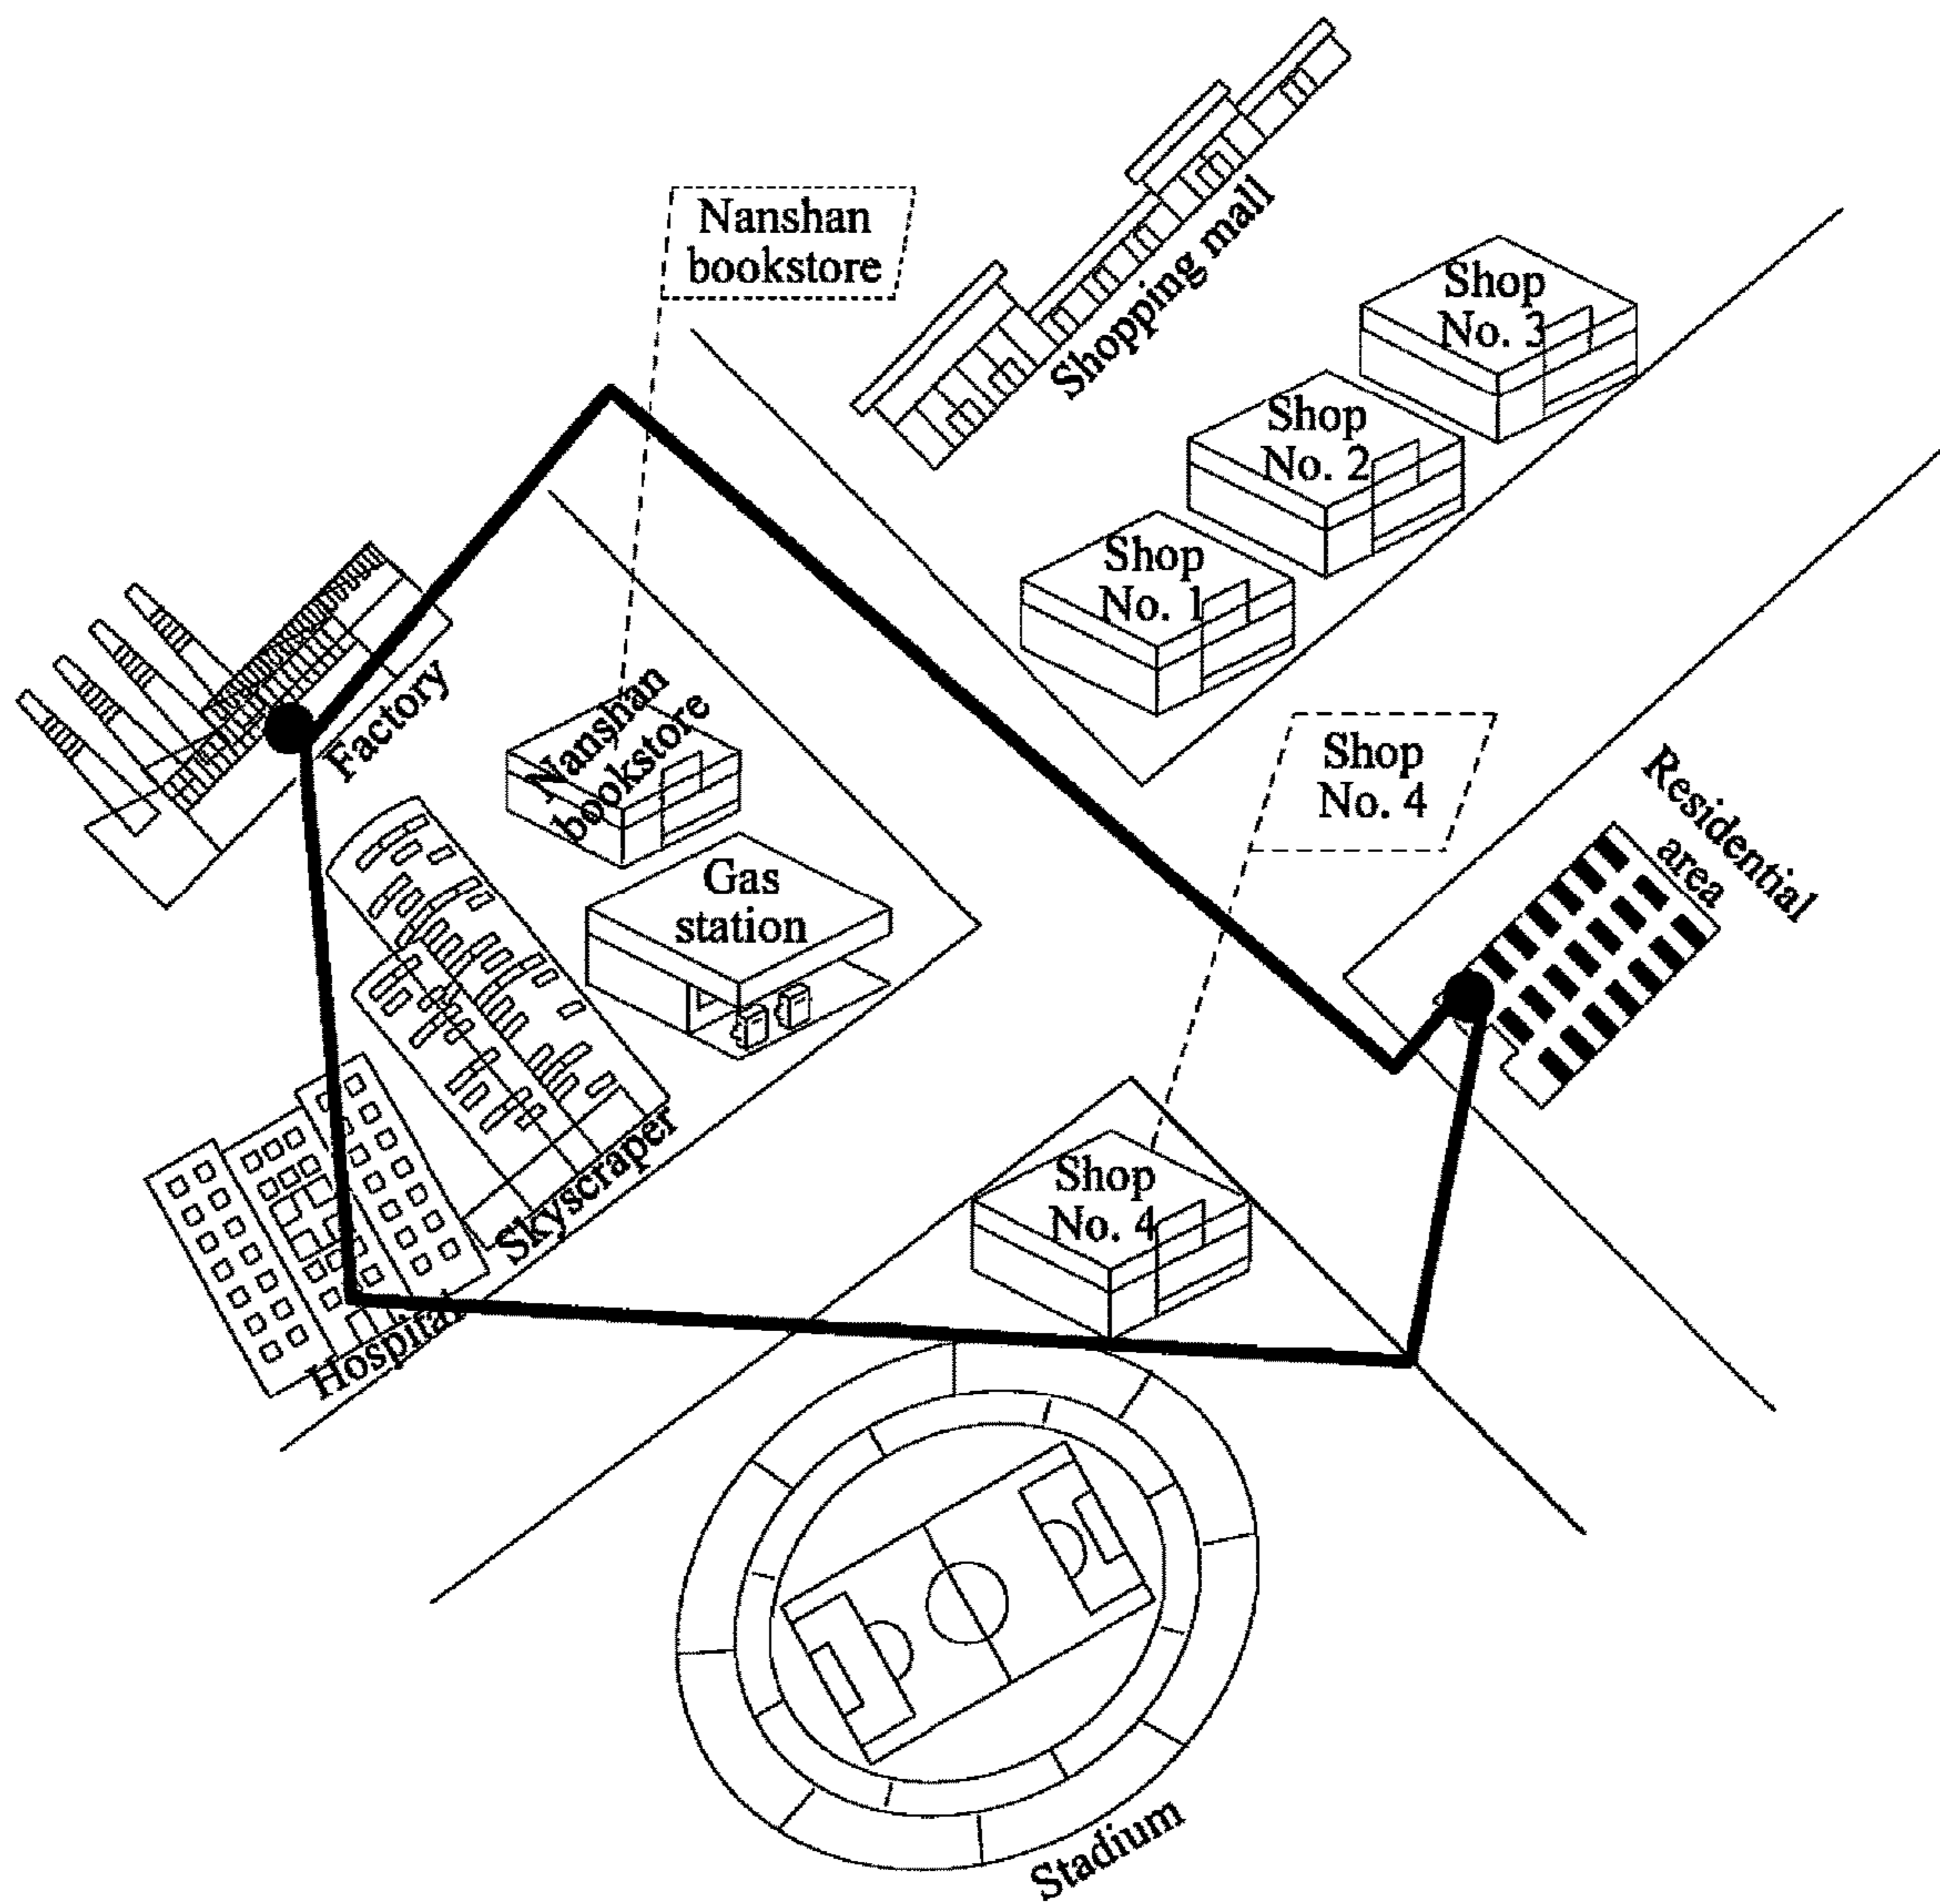 Nanshan
bookstore
Shopping mall
Shop
No. 3
Shop
No. 2
Shop
No. 1
Factory
Nanshan
bookstore
Shop
No. 4
Residential
area
Gas
station
Shop
No. 4
Skyscraper
Hospital
Stadium